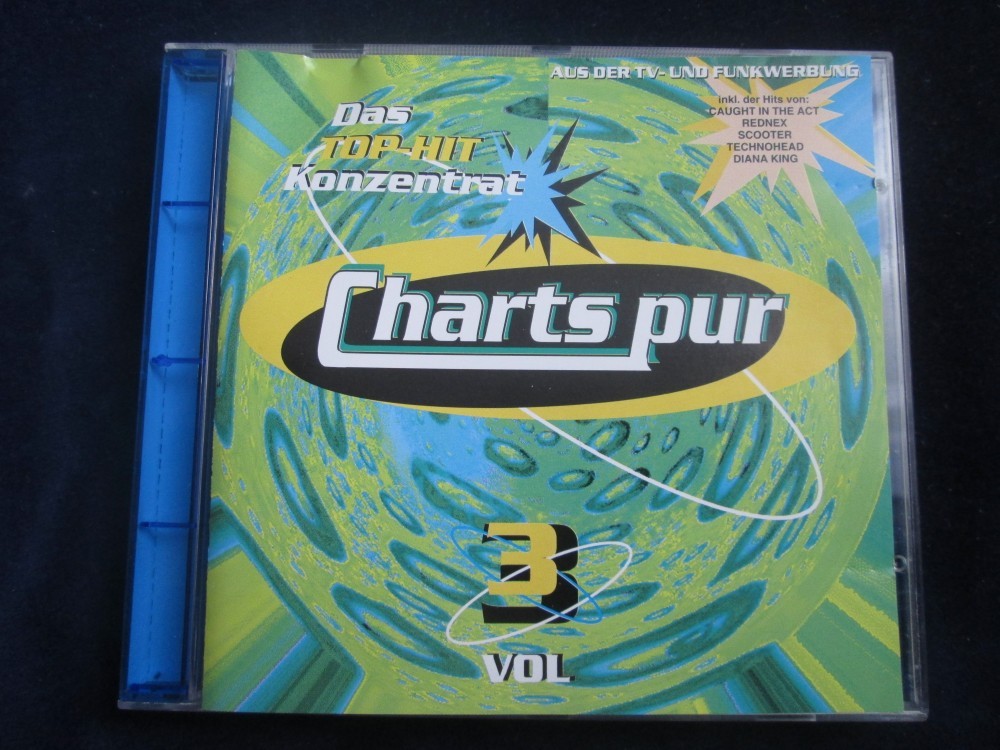 AUS DER TV- UND FUNKWERBUNG
inkl. der Hits von:
CAUGHT IN THE ACT
REDNEX
SCOOTER
TECHNOHEAD
DIANA KING
Das
TOP-HIT
Konzentrat
Charts pur
3
VOL